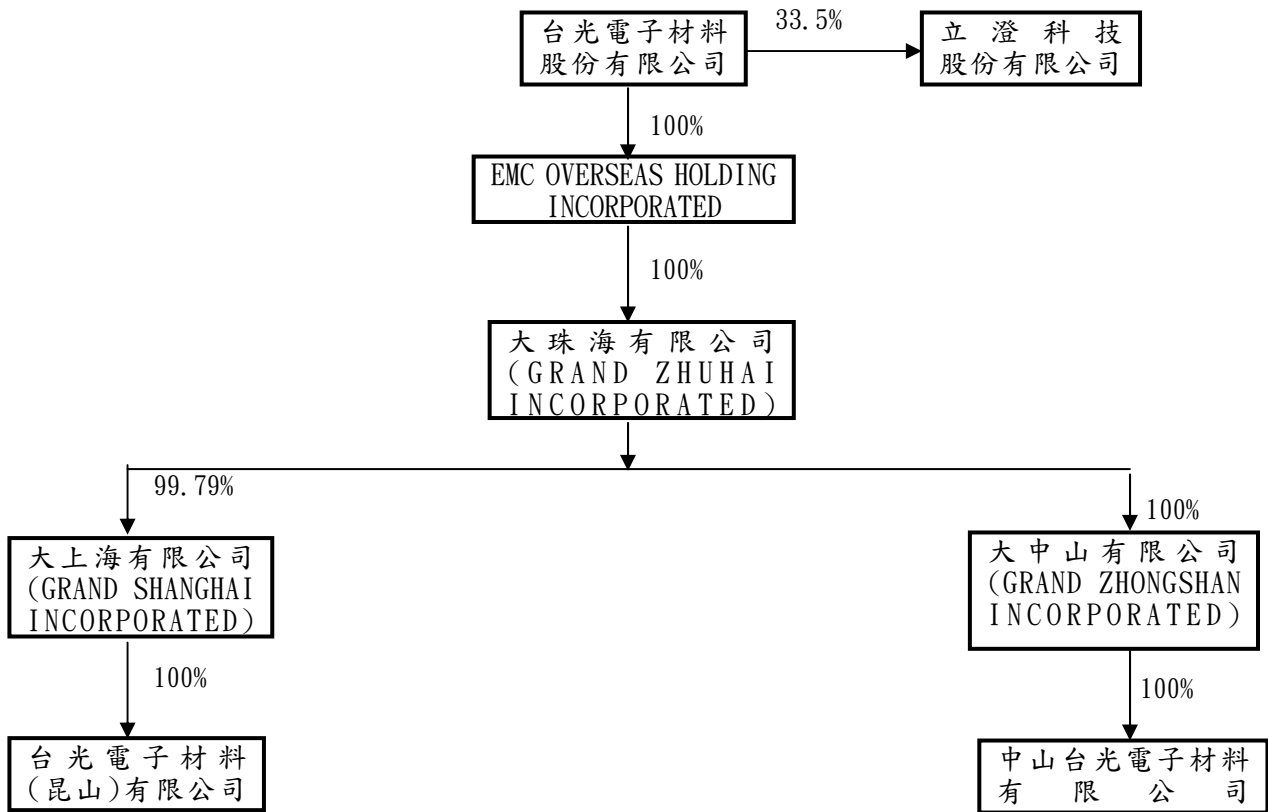 台光電子材料
股份有限公司
33.5%
立澄科技
股份有限公司
100%
EMC OVERSEAS HOLDING
INCORPORATED
100%
大珠海有限公司
(GRAND ZHUHAI
INCORPORATED)
99.79%
100%
大上海有限公司
(GRAND SHANGHAI
INCORPORATED)
大中山有限公司
(GRAND ZHONGSHAN
INCORPORATED)
100%
100%
台光電子材料
(昆山)有限公司
中山台光電子材料
有限公司